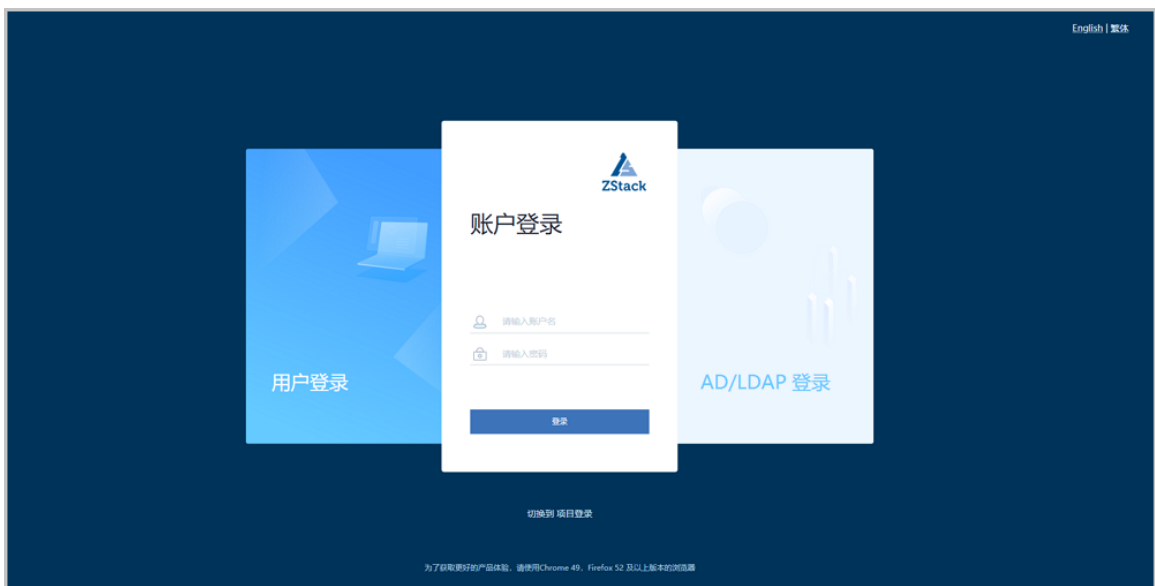 English | 繁体
ZStack
账户登录
请输入账户名
请输入密码
用户登录
AD/LDAP 登录
登录
切换到 项目登录
为了获取更好的产品体验，请使用Chrome 49、Firefox 52 及以上版本的浏览器